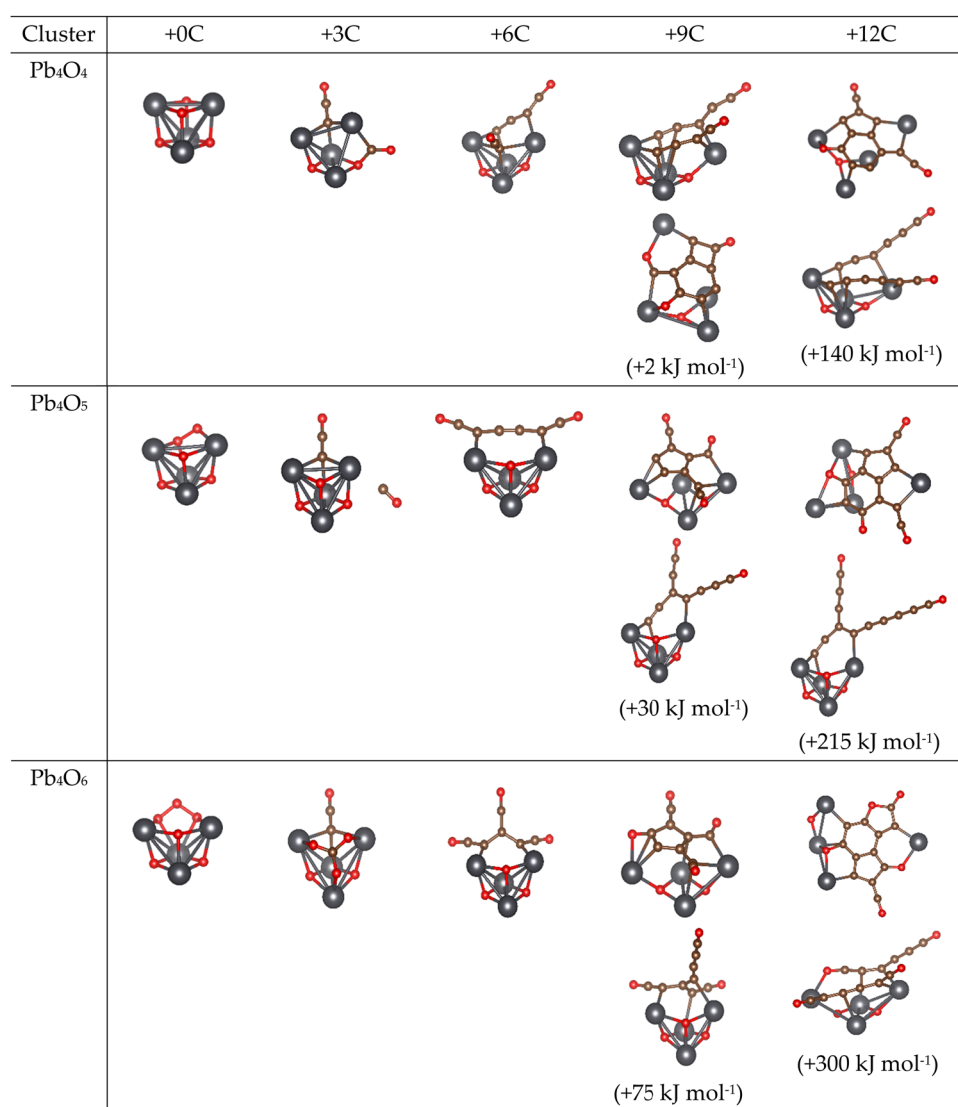 Cluster +0C +3C +6C +9C +12C
Pb₄O₄
(+2 kJ mol⁻¹) (+140 kJ mol⁻¹)
Pb₄O₅
(+30 kJ mol⁻¹)
(+215 kJ mol⁻¹)
Pb₄O₆
(+300 kJ mol⁻¹)
(+75 kJ mol⁻¹)